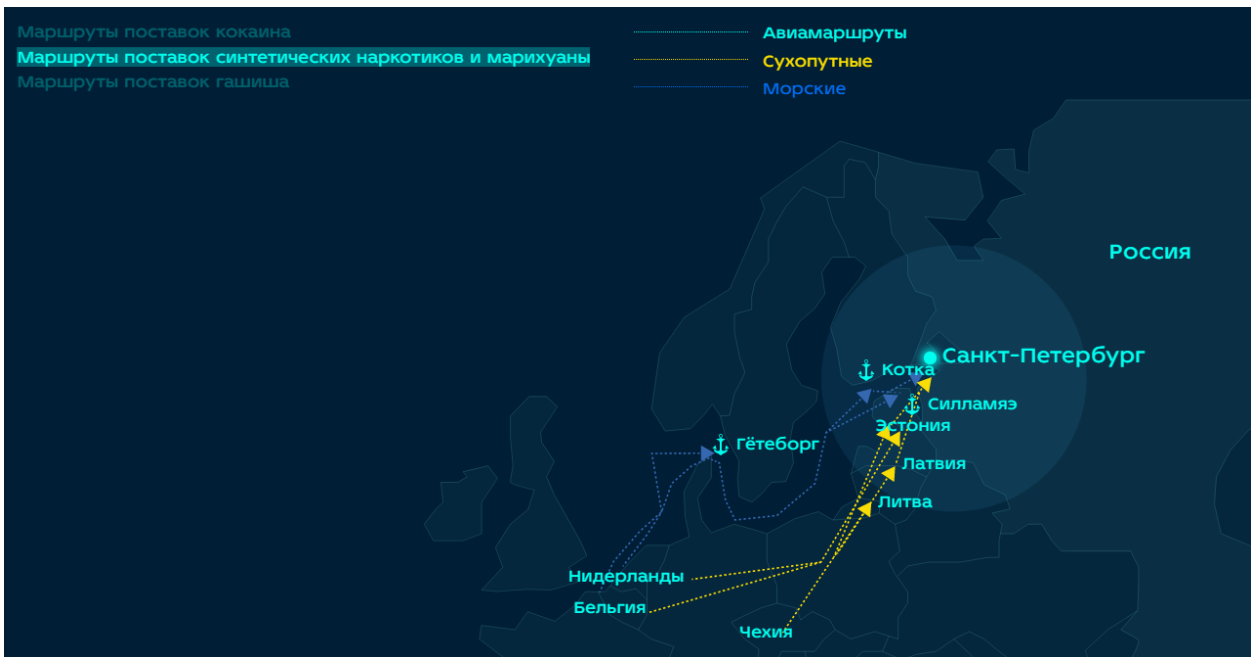 Маршруты поставок кокаина
Маршруты поставок синтетических наркотиков и марихуаны
Маршруты поставок гашиша
Авиамаршруты
Сухопутные
Морские
Россия
Санкт-Петербург
Котка
Силламяэ
Эстония
Гётеборг
Латвия
Литва
Нидерланды
Бельгия
Чехия